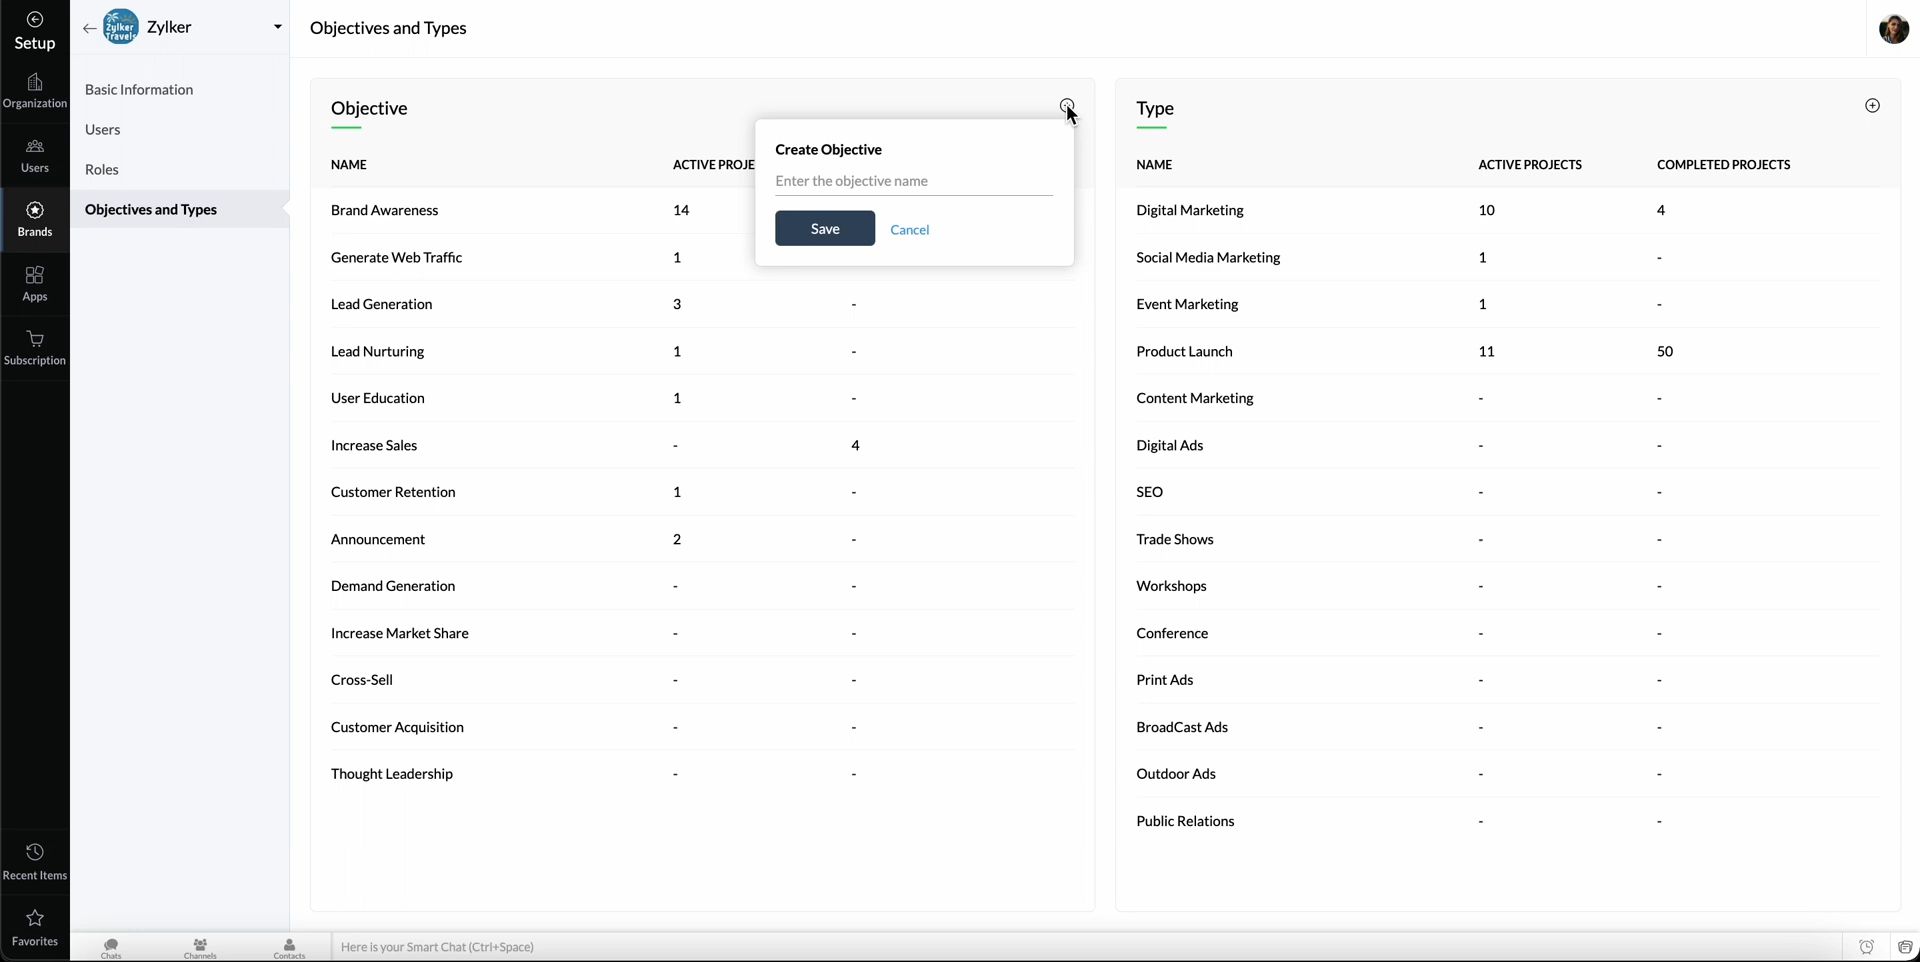 Setup
Organization
Users
Brands
Apps
Subscription
Recent Items
Favorites
Zylker Travels
Zylker
Basic Information
Users
Roles
Objectives and Types
Objectives and Types
Objective
NAME ACTIVE PROJE
Brand Awareness 14
Generate Web Traffic 1
Lead Generation 3 -
Lead Nurturing 1 -
User Education 1 -
Increase Sales - 4
Customer Retention 1 -
Announcement 2 -
Demand Generation - -
Increase Market Share - -
Cross-Sell - -
Customer Acquisition - -
Thought Leadership - -
Create Objective
Enter the objective name
Save Cancel
Type
NAME ACTIVE PROJECTS COMPLETED PROJECTS
Digital Marketing 10 4
Social Media Marketing 1 -
Event Marketing 1 -
Product Launch 11 50
Content Marketing - -
Digital Ads - -
SEO - -
Trade Shows - -
Workshops - -
Conference - -
Print Ads - -
BroadCast Ads - -
Outdoor Ads - -
Public Relations - -
Chats Channels Contacts
Here is your Smart Chat (Ctrl+Space)